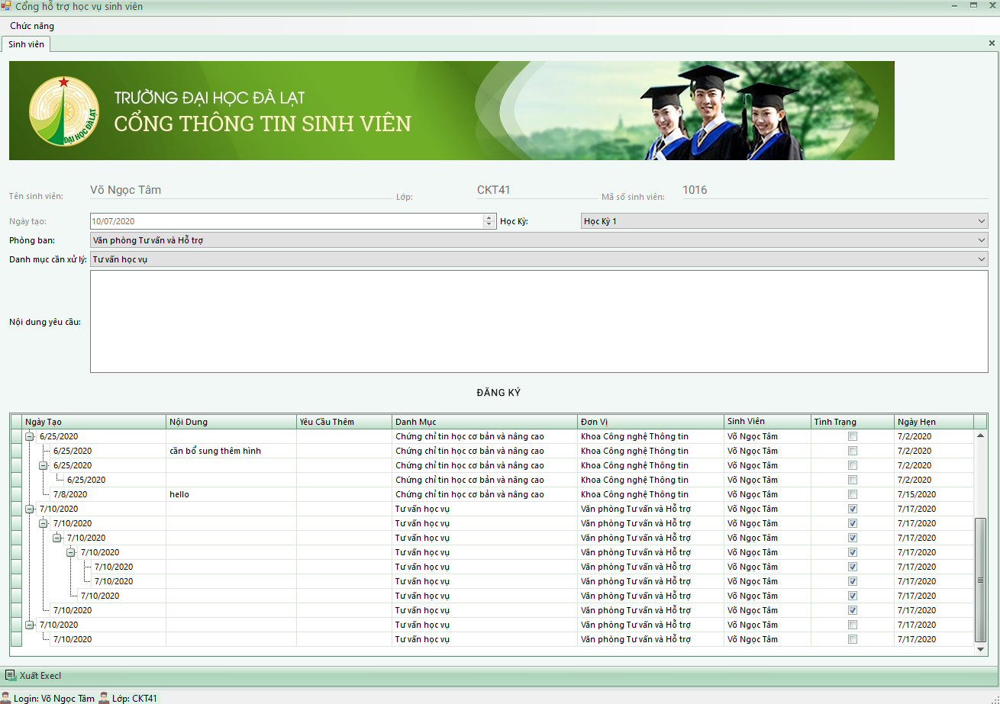 Cổng hỗ trợ học vụ sinh viên
Chức năng
Sinh viên
TRƯỜNG ĐẠI HỌC ĐÀ LẠT
CỔNG THÔNG TIN SINH VIÊN
ĐẠI HỌC ĐÀ LẠT
Tên sinh viên: Võ Ngọc Tâm Lớp: CKT41 Mã số sinh viên: 1016
Ngày tạo: 10/07/2020 Học Kỳ: Học Kỳ 1
Phòng ban: Văn phòng Tư vấn và Hỗ trợ
Danh mục cần xử lý: Tư vấn học vụ
Nội dung yêu cầu:
ĐĂNG KÝ
Ngày Tạo Nội Dung Yêu Cầu Thêm Danh Mục Đơn Vị Sinh Viên Tình Trạng Ngày Hẹn
6/25/2020 Chứng chỉ tin học cơ bản và nâng cao Khoa Công nghệ Thông tin Võ Ngọc Tâm 7/2/2020
6/25/2020 cần bổ sung thêm hình Chứng chỉ tin học cơ bản và nâng cao Khoa Công nghệ Thông tin Võ Ngọc Tâm 7/2/2020
6/25/2020 Chứng chỉ tin học cơ bản và nâng cao Khoa Công nghệ Thông tin Võ Ngọc Tâm 7/2/2020
6/25/2020 Chứng chỉ tin học cơ bản và nâng cao Khoa Công nghệ Thông tin Võ Ngọc Tâm 7/2/2020
7/8/2020 hello Chứng chỉ tin học cơ bản và nâng cao Khoa Công nghệ Thông tin Võ Ngọc Tâm 7/15/2020
7/10/2020 Tư vấn học vụ Văn phòng Tư vấn và Hỗ trợ Võ Ngọc Tâm 7/17/2020
7/10/2020 Tư vấn học vụ Văn phòng Tư vấn và Hỗ trợ Võ Ngọc Tâm 7/17/2020
7/10/2020 Tư vấn học vụ Văn phòng Tư vấn và Hỗ trợ Võ Ngọc Tâm 7/17/2020
7/10/2020 Tư vấn học vụ Văn phòng Tư vấn và Hỗ trợ Võ Ngọc Tâm 7/17/2020
7/10/2020 Tư vấn học vụ Văn phòng Tư vấn và Hỗ trợ Võ Ngọc Tâm 7/17/2020
7/10/2020 Tư vấn học vụ Văn phòng Tư vấn và Hỗ trợ Võ Ngọc Tâm 7/17/2020
7/10/2020 Tư vấn học vụ Văn phòng Tư vấn và Hỗ trợ Võ Ngọc Tâm 7/17/2020
7/10/2020 Tư vấn học vụ Văn phòng Tư vấn và Hỗ trợ Võ Ngọc Tâm 7/17/2020
7/10/2020 Tư vấn học vụ Văn phòng Tư vấn và Hỗ trợ Võ Ngọc Tâm 7/17/2020
7/10/2020 Tư vấn học vụ Văn phòng Tư vấn và Hỗ trợ Võ Ngọc Tâm 7/17/2020
Xuất Execl
Login: Võ Ngọc Tâm Lớp: CKT41